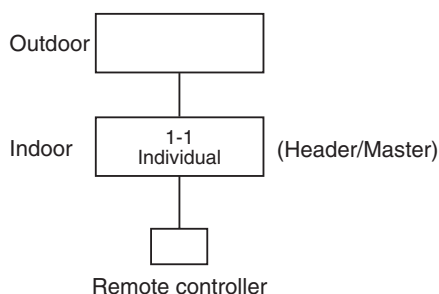 Outdoor
Indoor
1-1
Individual
(Header/Master)
Remote controller